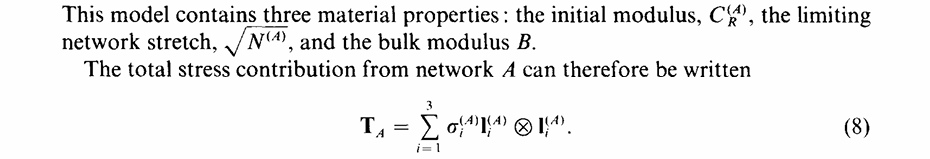 This model contains three material properties: the initial modulus, $C_R^{(A)}$, the limiting
network stretch, $\sqrt{N^{(A)}}$, and the bulk modulus $B$.
The total stress contribution from network $A$ can therefore be written
$\mathbf{T}_A = \sum_{i=1}^{3} \sigma_i^{(A)} \mathbf{l}_i^{(A)} \otimes \mathbf{l}_i^{(A)}.$ (8)